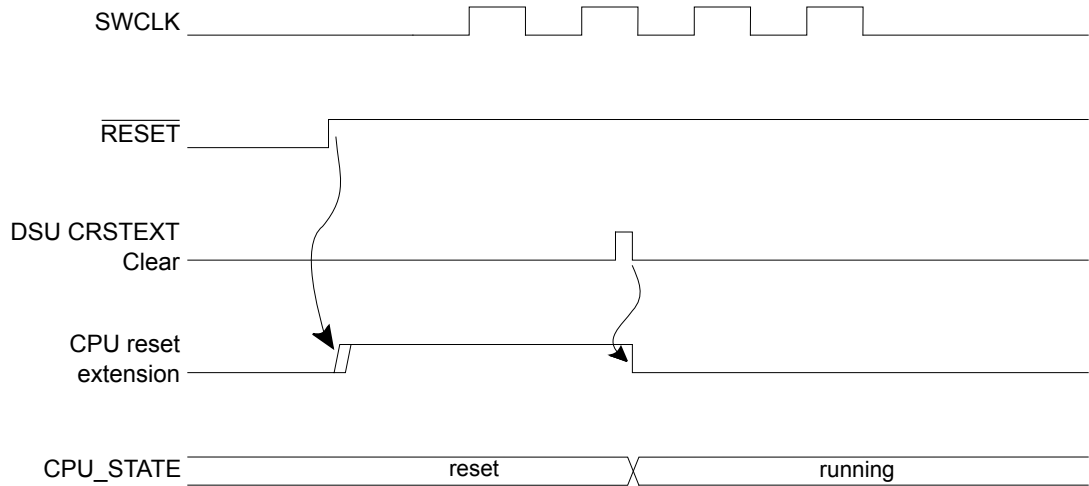 SWCLK
RESET
DSU CRSTEXT
Clear
CPU reset
extension
CPU_STATE
reset
running